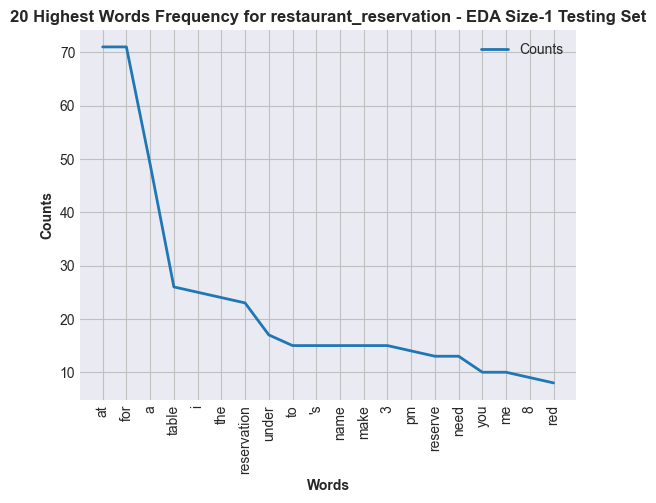 20 Highest Words Frequency for restaurant_reservation - EDA Size-1 Testing Set
Counts
70
60
50
40
30
20
10
Counts
at
for
a
table
i
the
reservation
under
to
's
name
make
3
pm
reserve
need
you
me
8
red
Words